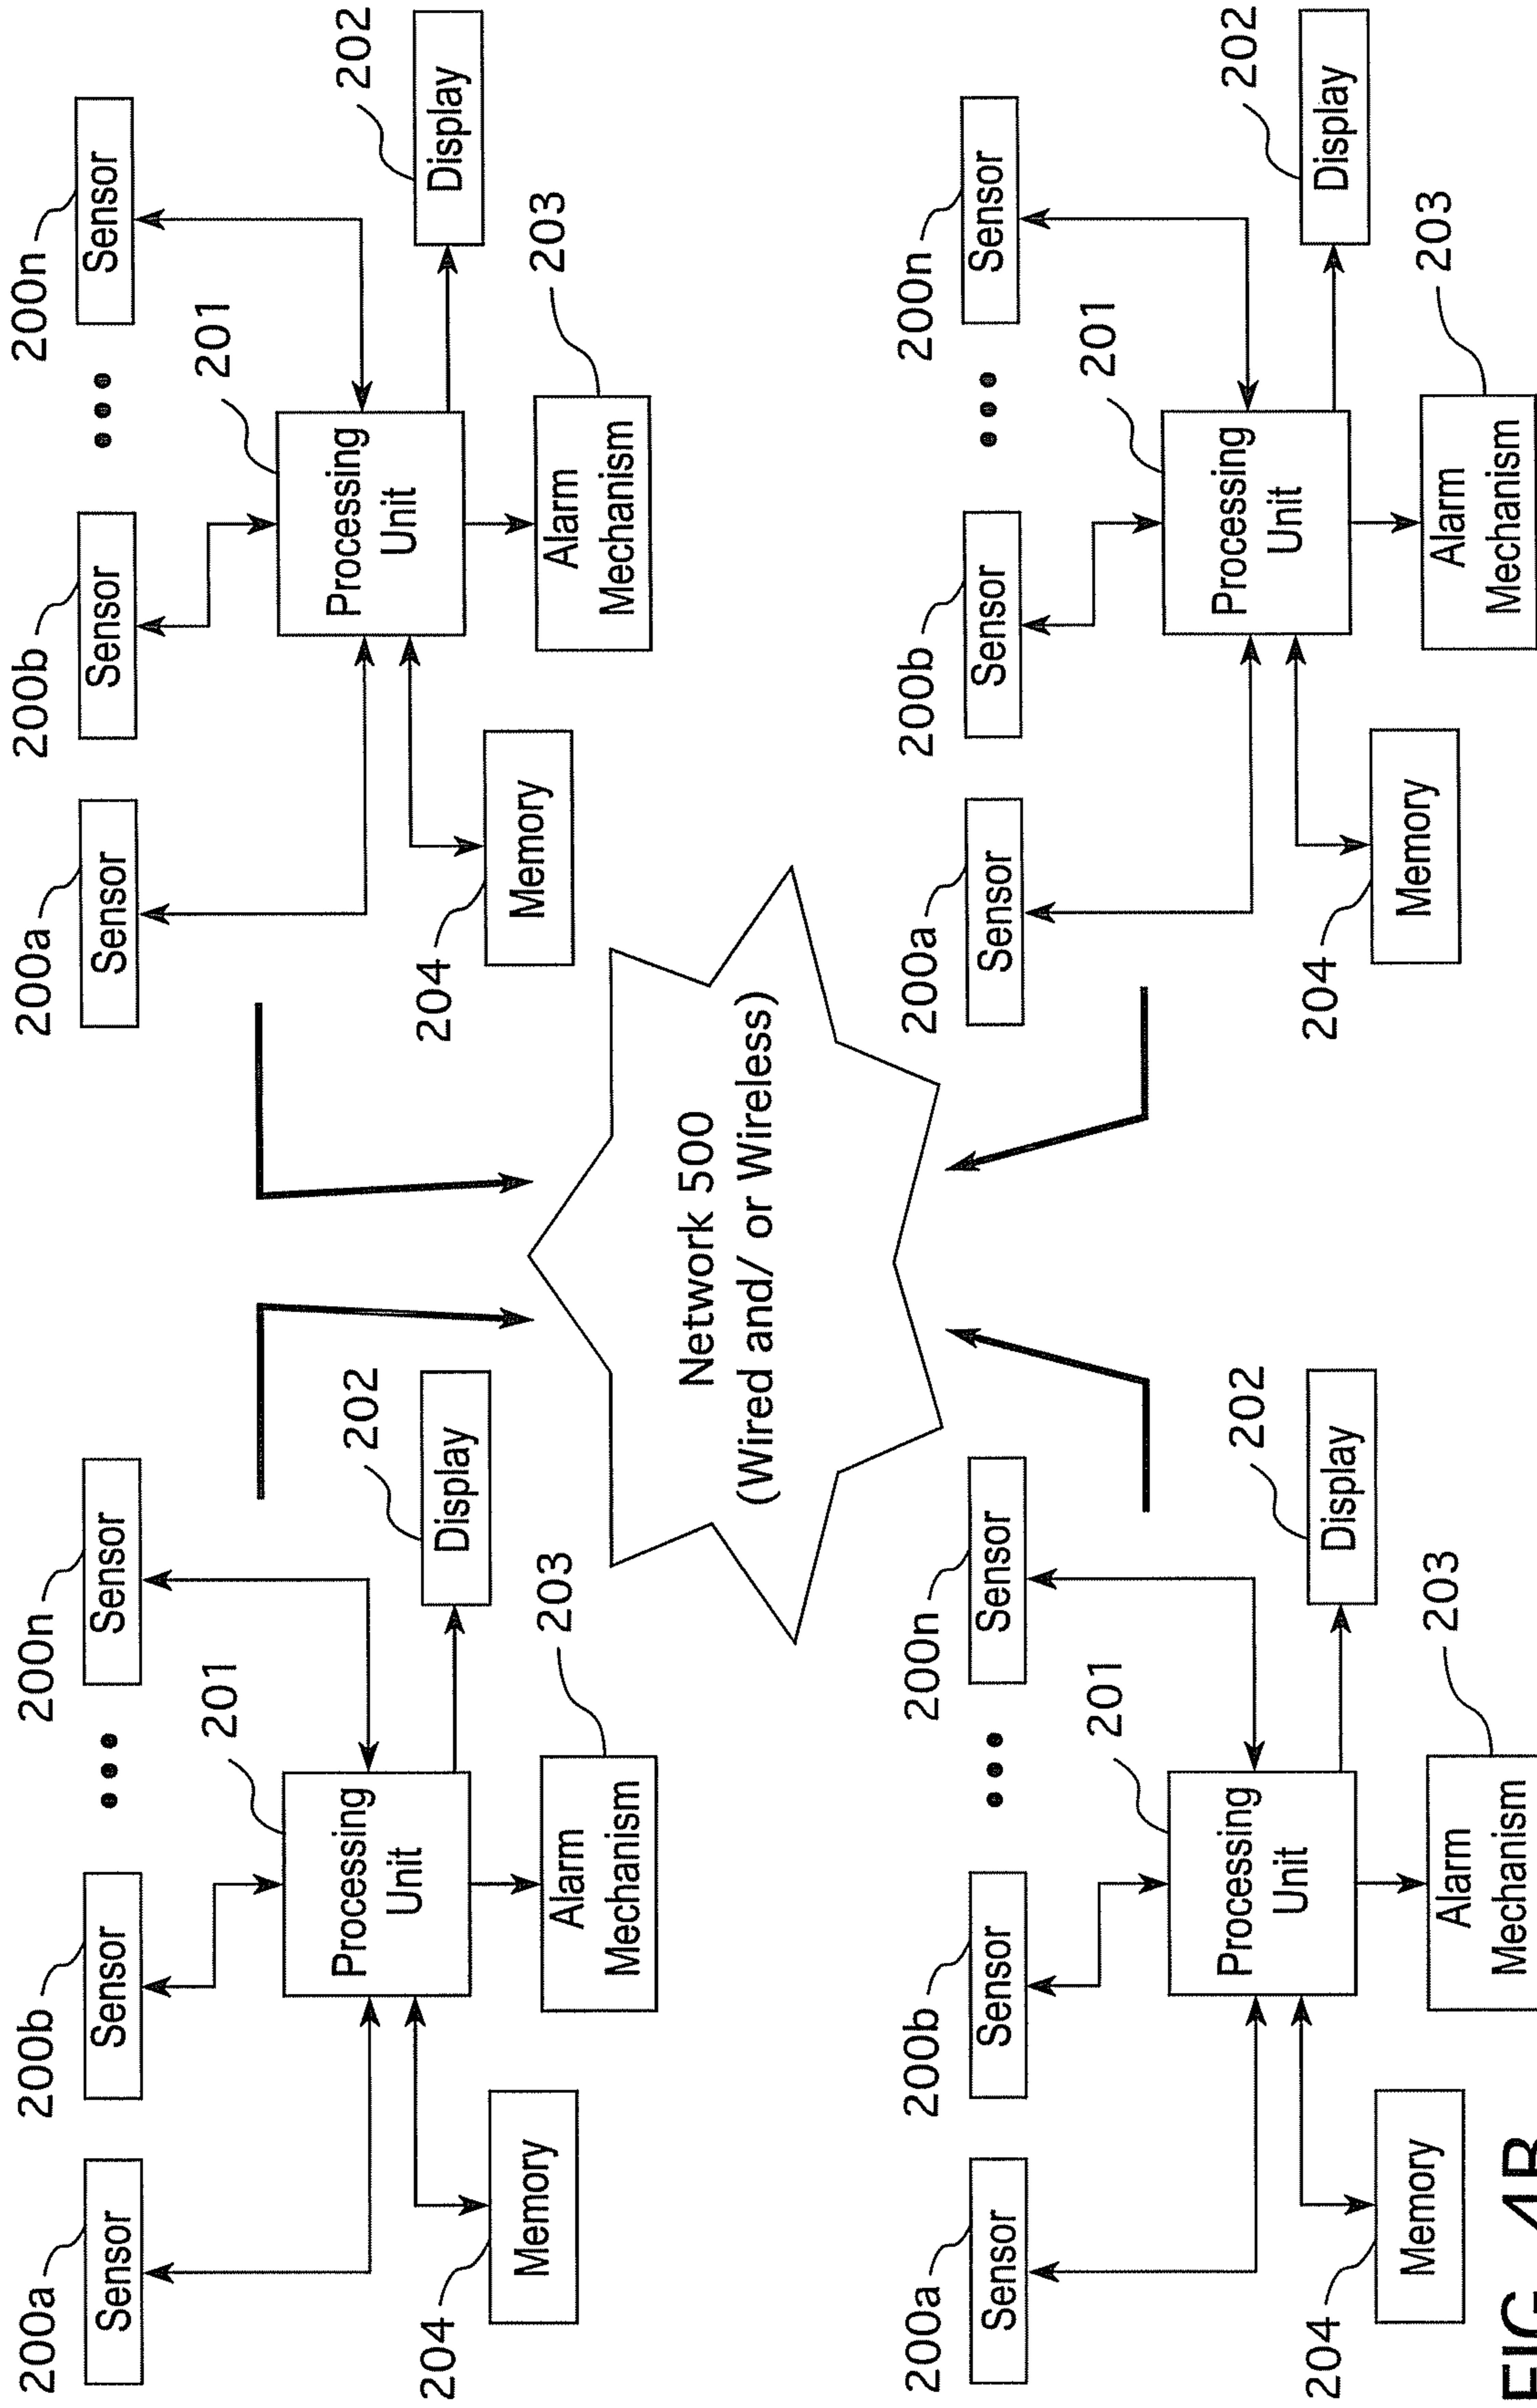 200a
200b
200n
Sensor
Sensor
• • •
Sensor
201
Processing
Unit
202
Display
204
Memory
Alarm
Mechanism
203
200a
200b
200n
Sensor
Sensor
• • •
Sensor
201
Processing
Unit
202
Display
204
Memory
Alarm
Mechanism
203
Network 500
(Wired and/ or Wireless)
200a
200b
200n
Sensor
Sensor
• • •
Sensor
201
Processing
Unit
202
Display
204
Memory
Alarm
Mechanism
203
200a
200b
200n
Sensor
Sensor
• • •
Sensor
201
Processing
Unit
202
Display
204
Memory
Alarm
Mechanism
203
FIG. 4B